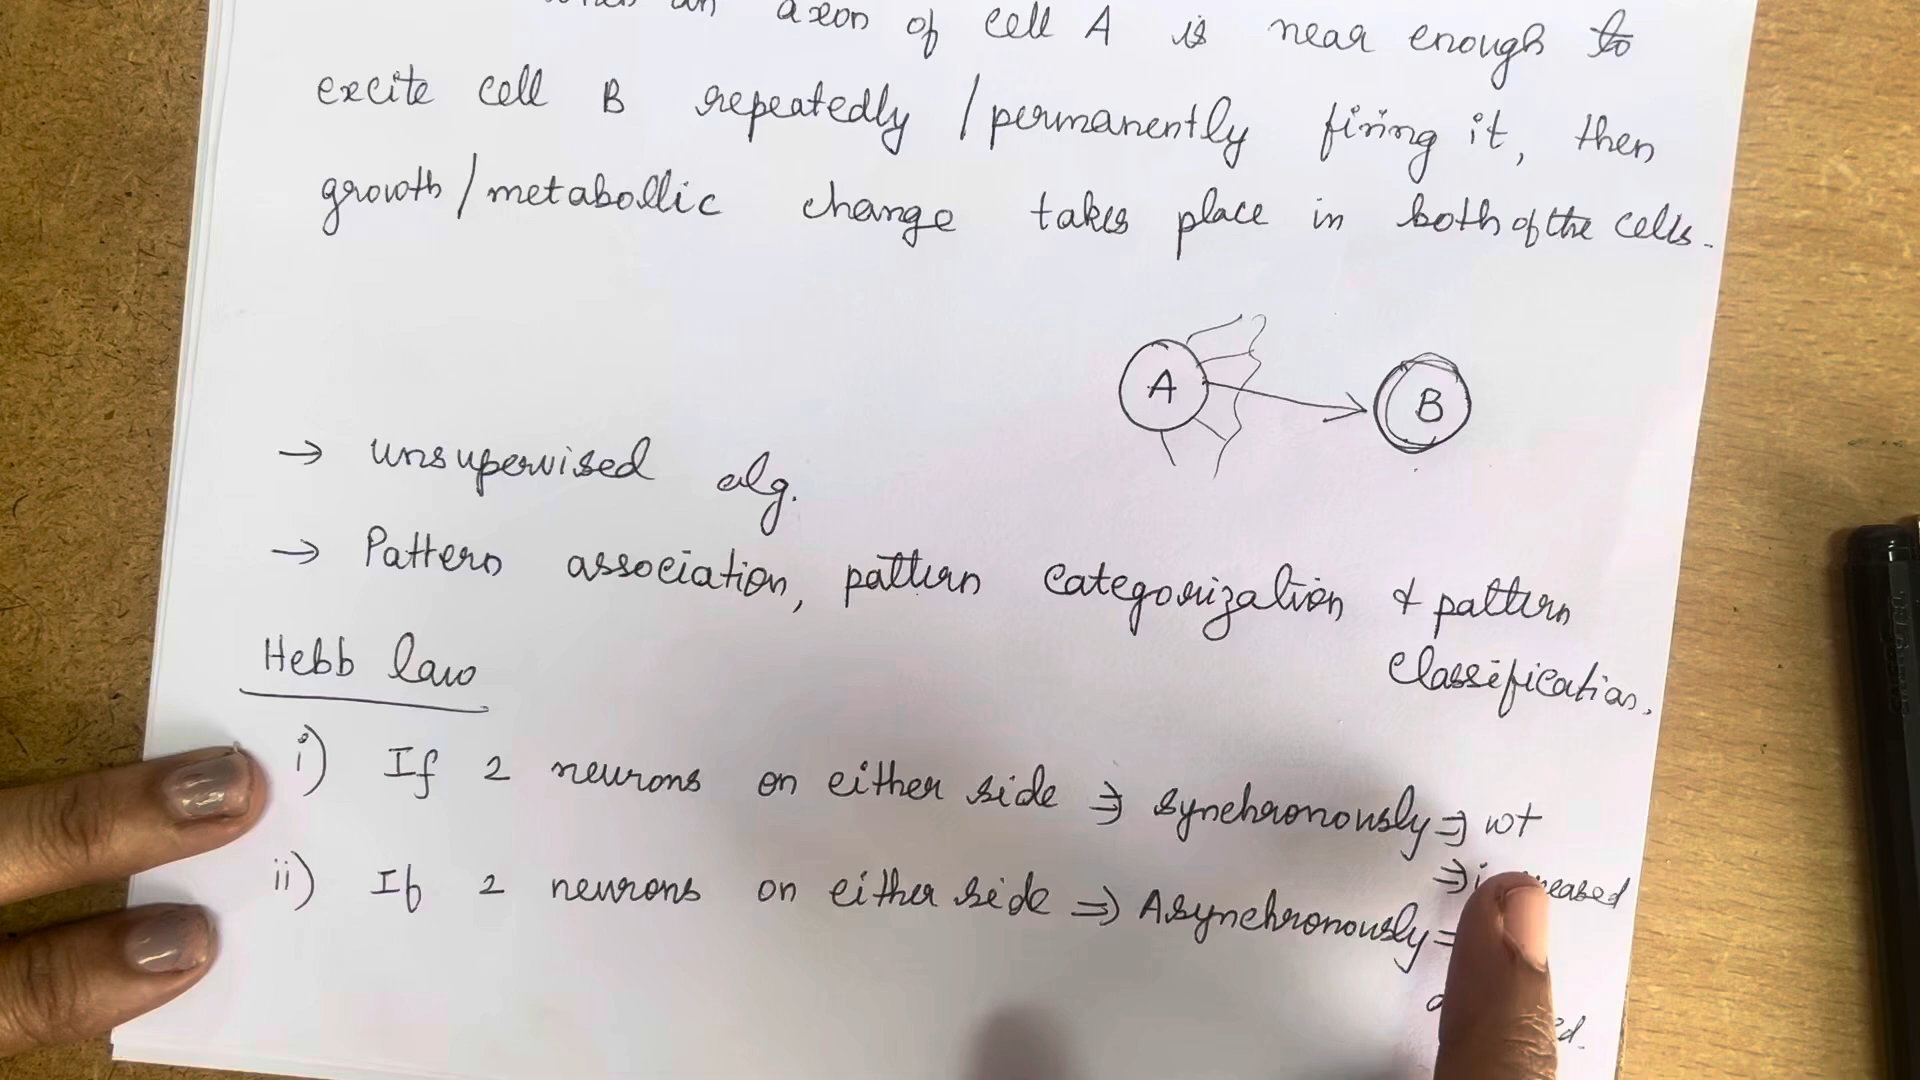 an axon of cell A is near enough to
excite cell B repeatedly / permanently firing it, then
growth / metabollic change takes place in both of the cells.
A
B
→ unsupervised alg.
→ Pattern association, pattern categorization & pattern
classification.
Hebb law
i) If 2 neurons on either side ⇒ synchronously ⇒ wt
⇒
ii) If 2 neurons on either side ⇒ Asynchronously